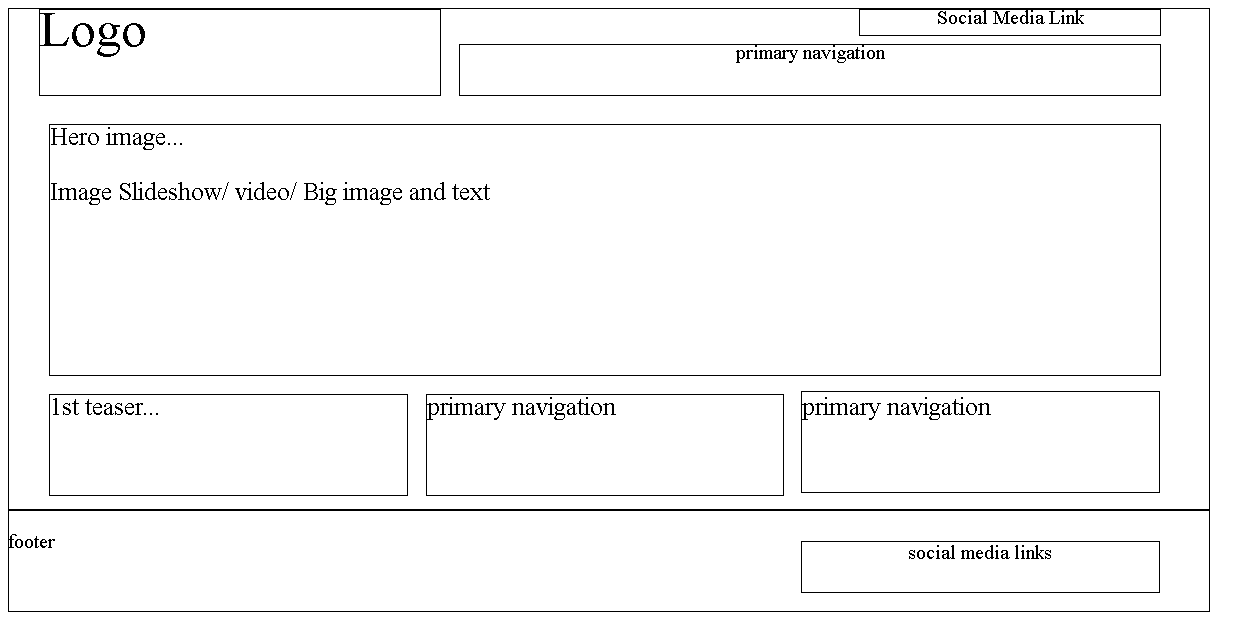 Logo
Social Media Link
primary navigation
Hero image...
Image Slideshow/ video/ Big image and text
1st teaser...
primary navigation
primary navigation
footer
social media links